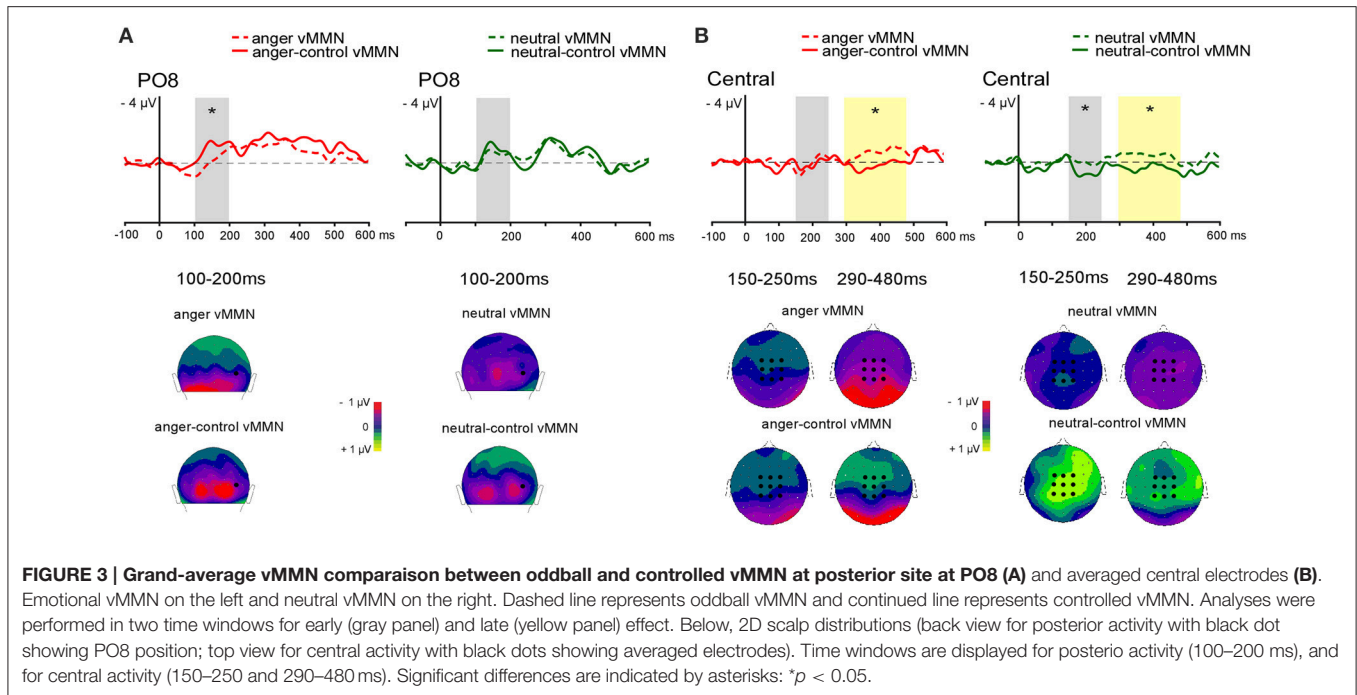 A
anger vMMN
anger-control vMMN
neutral vMMN
neutral-control vMMN
PO8
- 4 µV
*
-100 0 100 200 300 400 500 600 ms
PO8
- 4 µV
0 200 400 600 ms
100-200ms
anger vMMN
anger-control vMMN
- 1 µV
0
+ 1 µV
100-200ms
neutral vMMN
neutral-control vMMN
B
anger vMMN
anger-control vMMN
neutral vMMN
neutral-control vMMN
Central
- 4 µV
*
-100 0 100 200 300 400 500 600 ms
Central
- 4 µV
* *
0 200 400 600 ms
150-250ms 290-480ms
anger vMMN
anger-control vMMN
- 1 µV
0
+ 1 µV
150-250ms 290-480ms
neutral vMMN
neutral-control vMMN
FIGURE 3 | Grand-average vMMN comparaison between oddball and controlled vMMN at posterior site at PO8 (A) and averaged central electrodes (B).
Emotional vMMN on the left and neutral vMMN on the right. Dashed line represents oddball vMMN and continued line represents controlled vMMN. Analyses were
performed in two time windows for early (gray panel) and late (yellow panel) effect. Below, 2D scalp distributions (back view for posterior activity with black dot
showing PO8 position; top view for central activity with black dots showing averaged electrodes). Time windows are displayed for posterio activity (100–200 ms), and
for central activity (150–250 and 290–480 ms). Significant differences are indicated by asterisks: *p < 0.05.